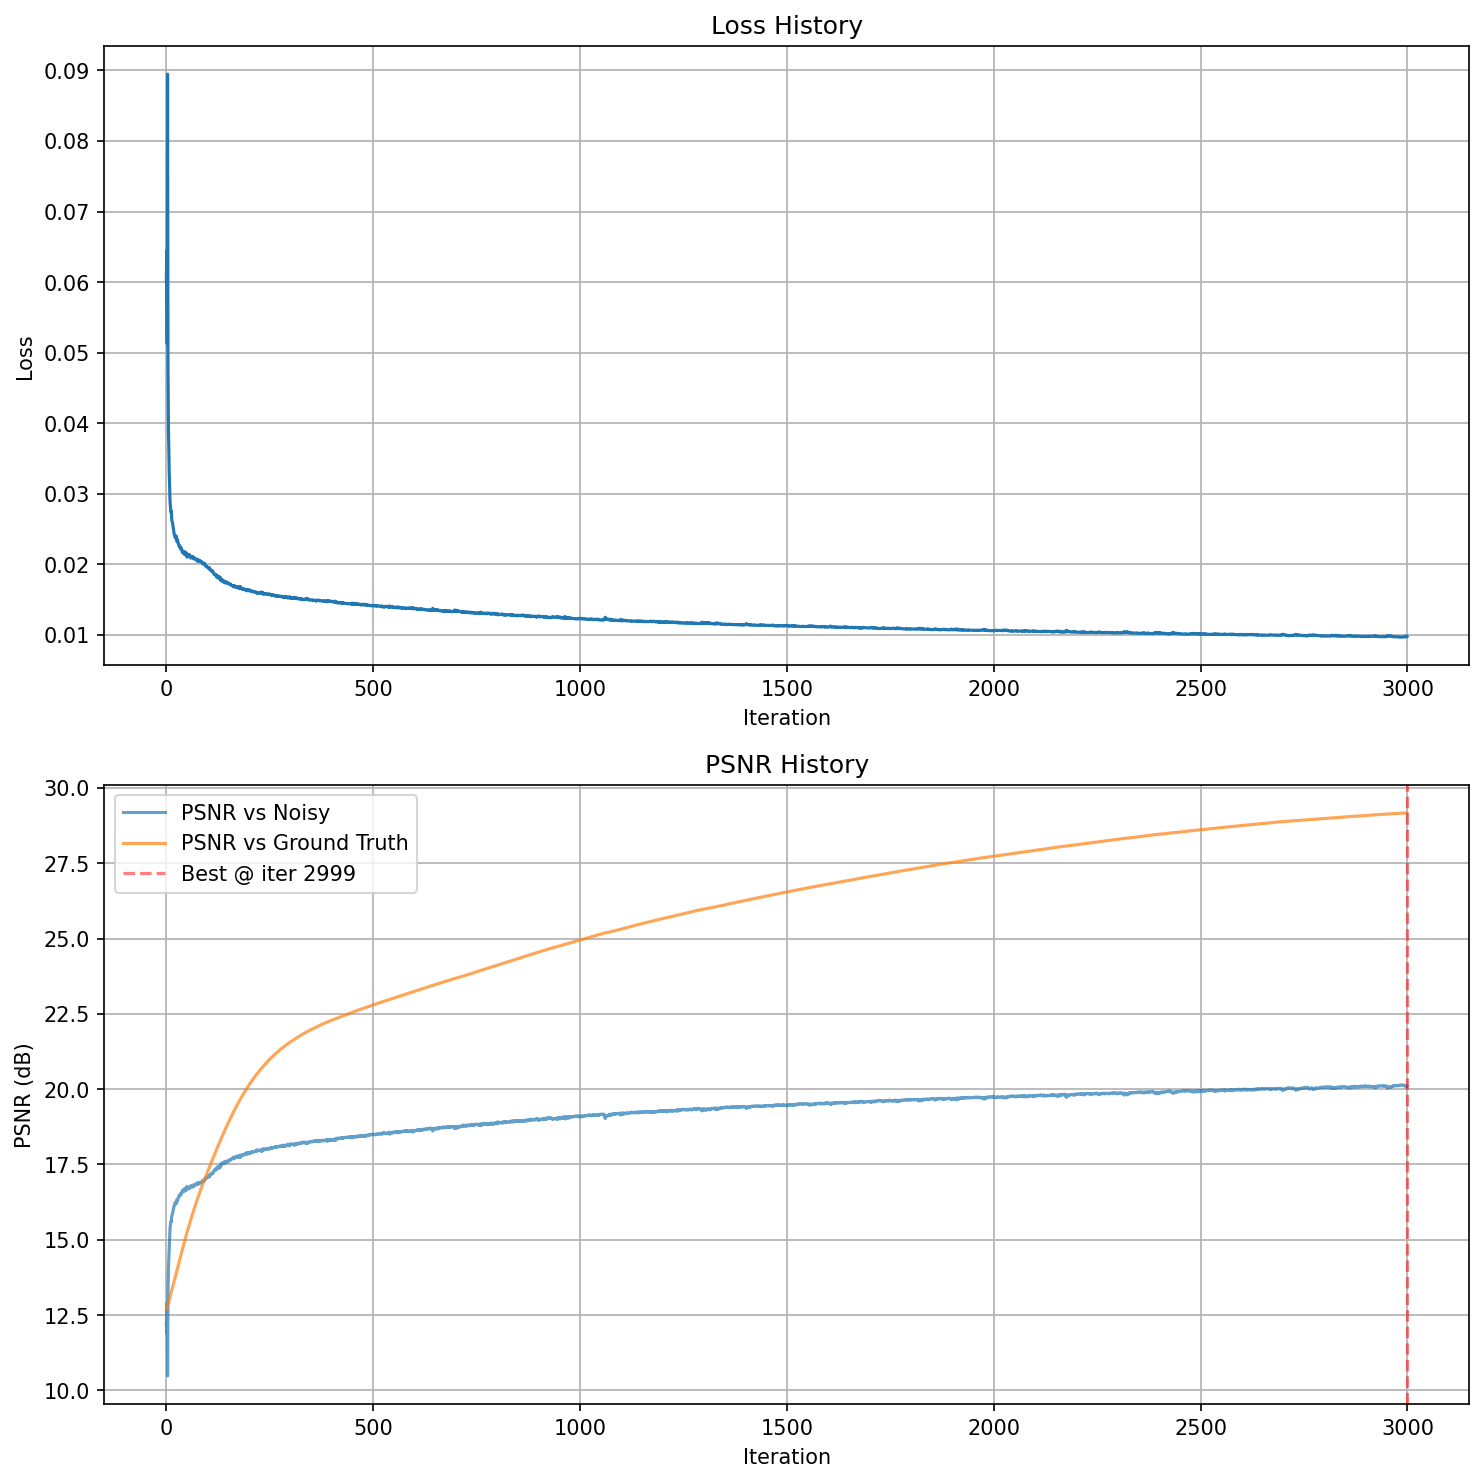 Loss History
0.09
0.08
0.07
0.06
0.05
0.04
0.03
0.02
0.01
Loss
0 500 1000 1500 2000 2500 3000
Iteration
PSNR History
30.0
27.5
25.0
22.5
20.0
17.5
15.0
12.5
10.0
PSNR (dB)
PSNR vs Noisy
PSNR vs Ground Truth
Best @ iter 2999
0 500 1000 1500 2000 2500 3000
Iteration